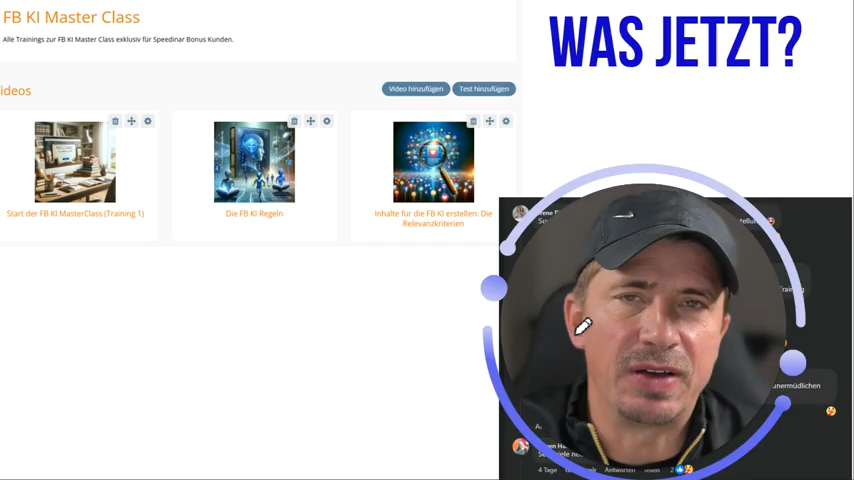 FB KI Master Class
WAS JETZT?
Alle Trainings zur FB KI Master Class exklusiv für Speedinar Bonus Kunden.
ideos
Video hinzufügen
Test hinzufügen
Start der FB KI MasterClass (Training 1)
Die FB KI Regeln
Inhalte für die FB KI erstellen: Die
Relevanzkriterien
Training
unermüdlichen
4 Tage
Antworten